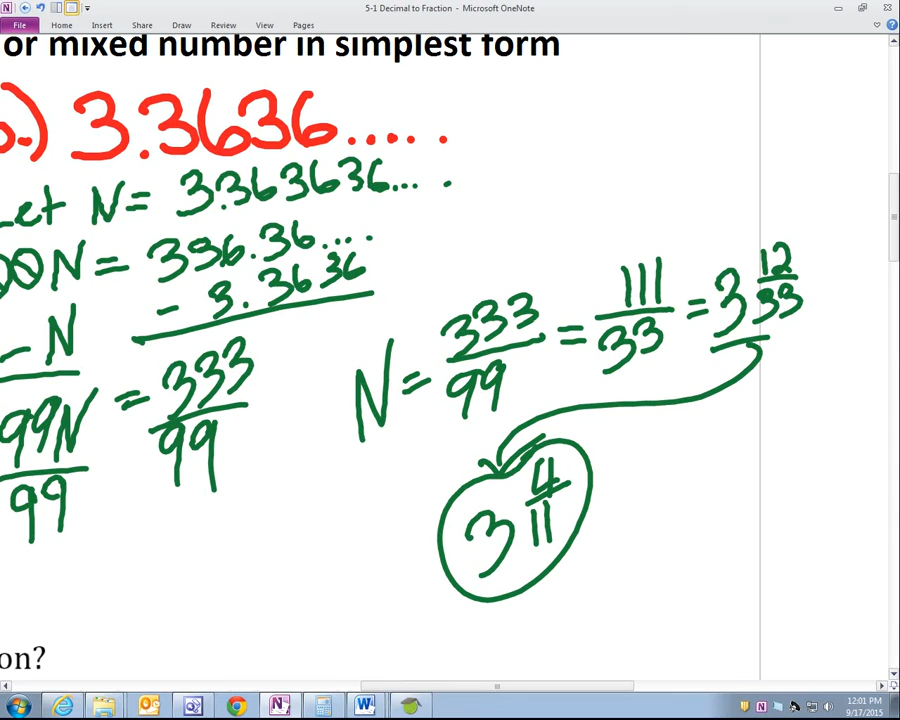 5-1 Decimal to Fraction - Microsoft OneNote
File Home Insert Share Draw Review View Pages
or mixed number in simplest form
.) 3.3636.....
Let N= 3.363636... .
00N = 336.36....
- N - 3.3636
99N/99 = 333/99
N = 333/99 = 111/33 = 3 12/33
3 4/11
on?
12:01 PM
9/17/2015